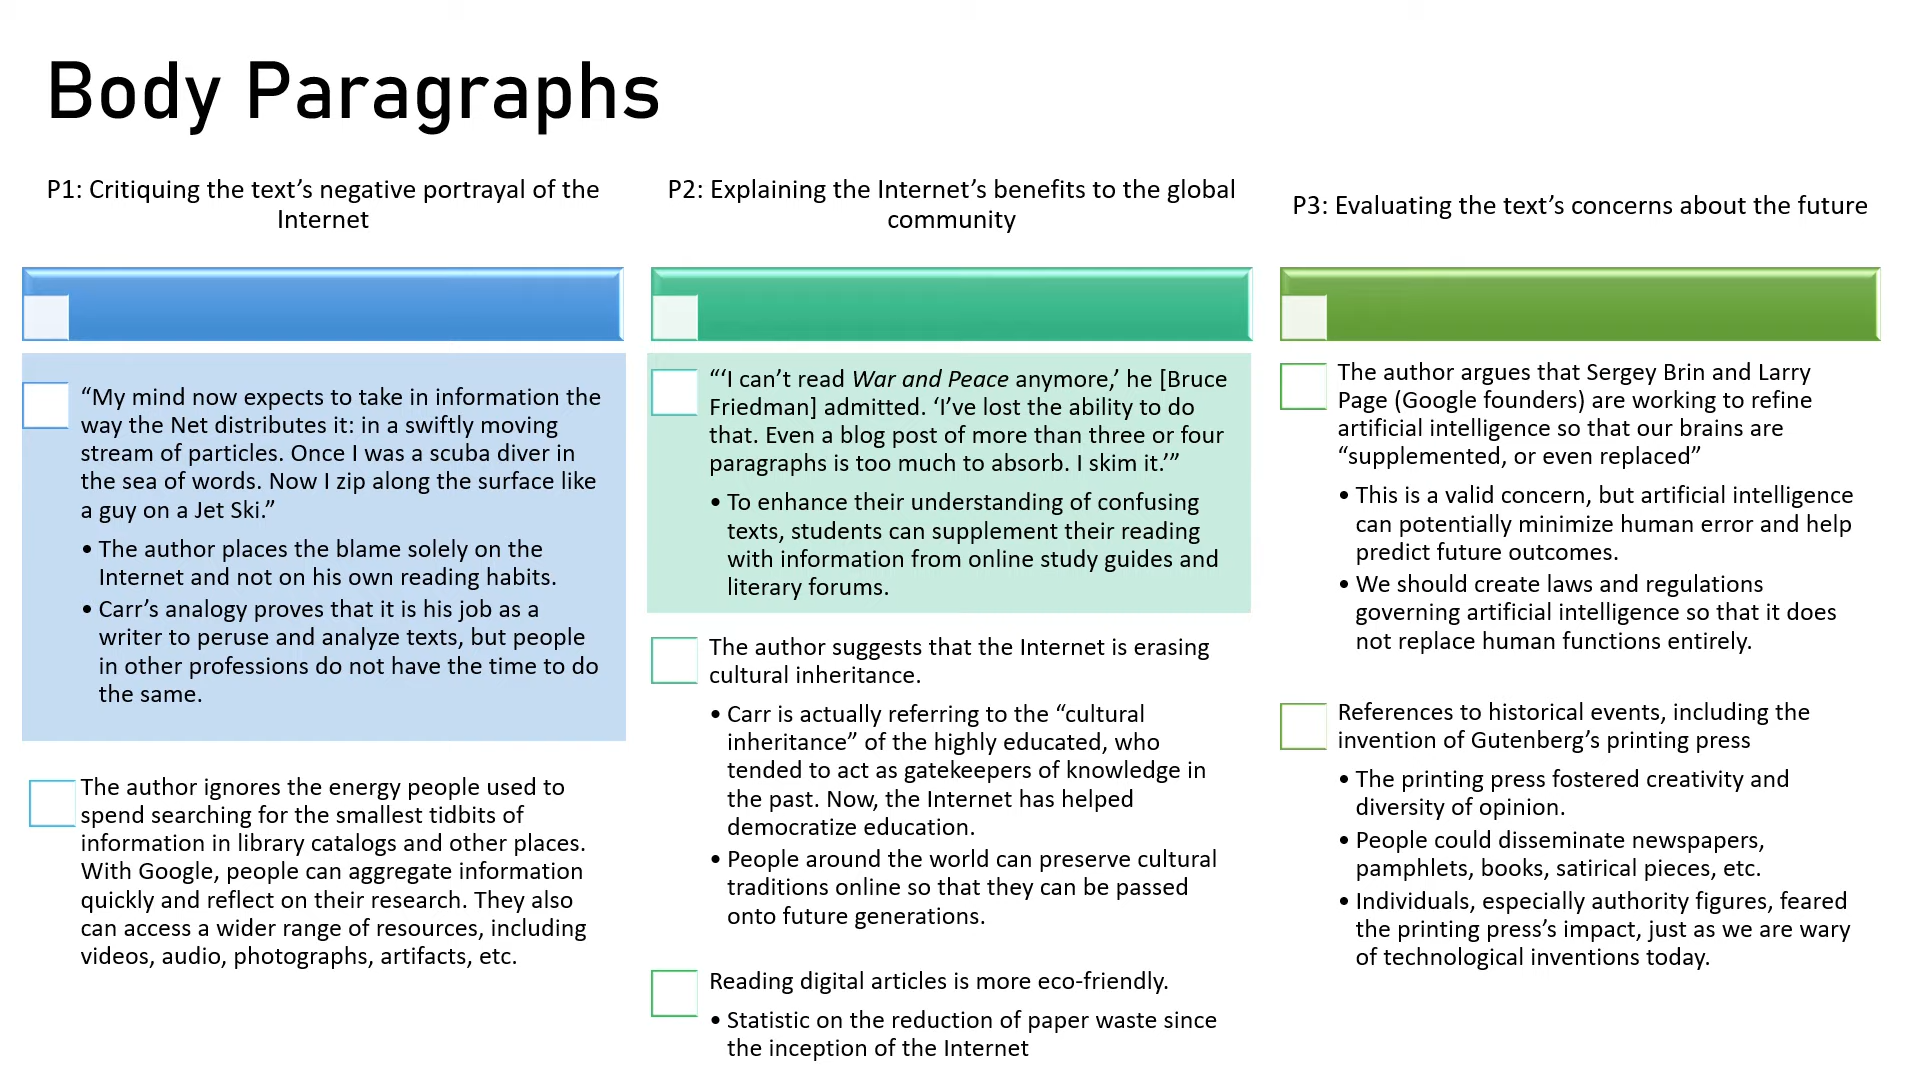 Body Paragraphs
P1: Critiquing the text’s negative portrayal of the
Internet
“My mind now expects to take in information the
way the Net distributes it: in a swiftly moving
stream of particles. Once I was a scuba diver in
the sea of words. Now I zip along the surface like
a guy on a Jet Ski.”
• The author places the blame solely on the
Internet and not on his own reading habits.
• Carr’s analogy proves that it is his job as a
writer to peruse and analyze texts, but people
in other professions do not have the time to do
the same.
The author ignores the energy people used to
spend searching for the smallest tidbits of
information in library catalogs and other places.
With Google, people can aggregate information
quickly and reflect on their research. They also
can access a wider range of resources, including
videos, audio, photographs, artifacts, etc.
P2: Explaining the Internet’s benefits to the global
community
“‘I can’t read War and Peace anymore,’ he [Bruce
Friedman] admitted. ‘I’ve lost the ability to do
that. Even a blog post of more than three or four
paragraphs is too much to absorb. I skim it.’”
• To enhance their understanding of confusing
texts, students can supplement their reading
with information from online study guides and
literary forums.
The author suggests that the Internet is erasing
cultural inheritance.
• Carr is actually referring to the “cultural
inheritance” of the highly educated, who
tended to act as gatekeepers of knowledge in
the past. Now, the Internet has helped
democratize education.
• People around the world can preserve cultural
traditions online so that they can be passed
onto future generations.
Reading digital articles is more eco-friendly.
• Statistic on the reduction of paper waste since
the inception of the Internet
P3: Evaluating the text’s concerns about the future
The author argues that Sergey Brin and Larry
Page (Google founders) are working to refine
artificial intelligence so that our brains are
“supplemented, or even replaced”
• This is a valid concern, but artificial intelligence
can potentially minimize human error and help
predict future outcomes.
• We should create laws and regulations
governing artificial intelligence so that it does
not replace human functions entirely.
References to historical events, including the
invention of Gutenberg’s printing press
• The printing press fostered creativity and
diversity of opinion.
• People could disseminate newspapers,
pamphlets, books, satirical pieces, etc.
• Individuals, especially authority figures, feared
the printing press’s impact, just as we are wary
of technological inventions today.